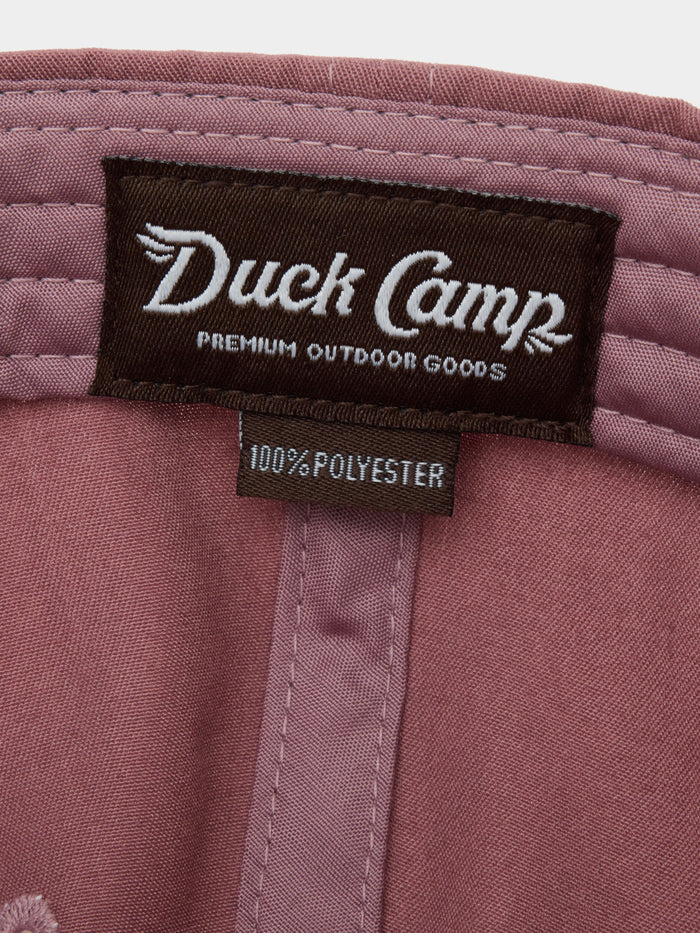 Duck Camp
PREMIUM OUTDOOR GOODS
100% POLYESTER